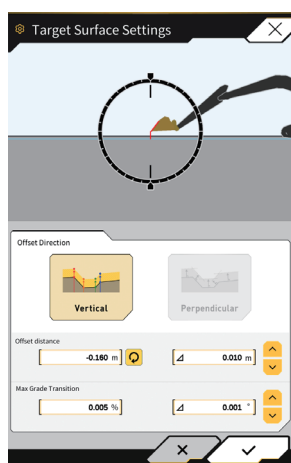 Target Surface Settings
Offset Direction
Vertical
Perpendicular
Offset distance
-0.160 m
0.010 m
Max Grade Transition
0.005 %
0.001 °